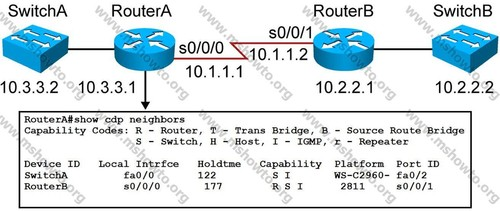 SwitchA RouterA RouterB SwitchB
s0/0/1
s0/0/0
10.1.1.2
10.3.3.2 10.3.3.1 10.1.1.1 10.2.2.1 10.2.2.2
RouterA#show cdp neighbors
Capability Codes: R - Router, T - Trans Bridge, B - Source Route Bridge
S - Switch, H - Host, I - IGMP, r - Repeater
Device ID Local Intrfce Holdtme Capability Platform Port ID
SwitchA fa0/0 122 S I WS-C2960- fa0/2
RouterB s0/0/0 177 R S I 2811 s0/0/1
www.mshowto.org